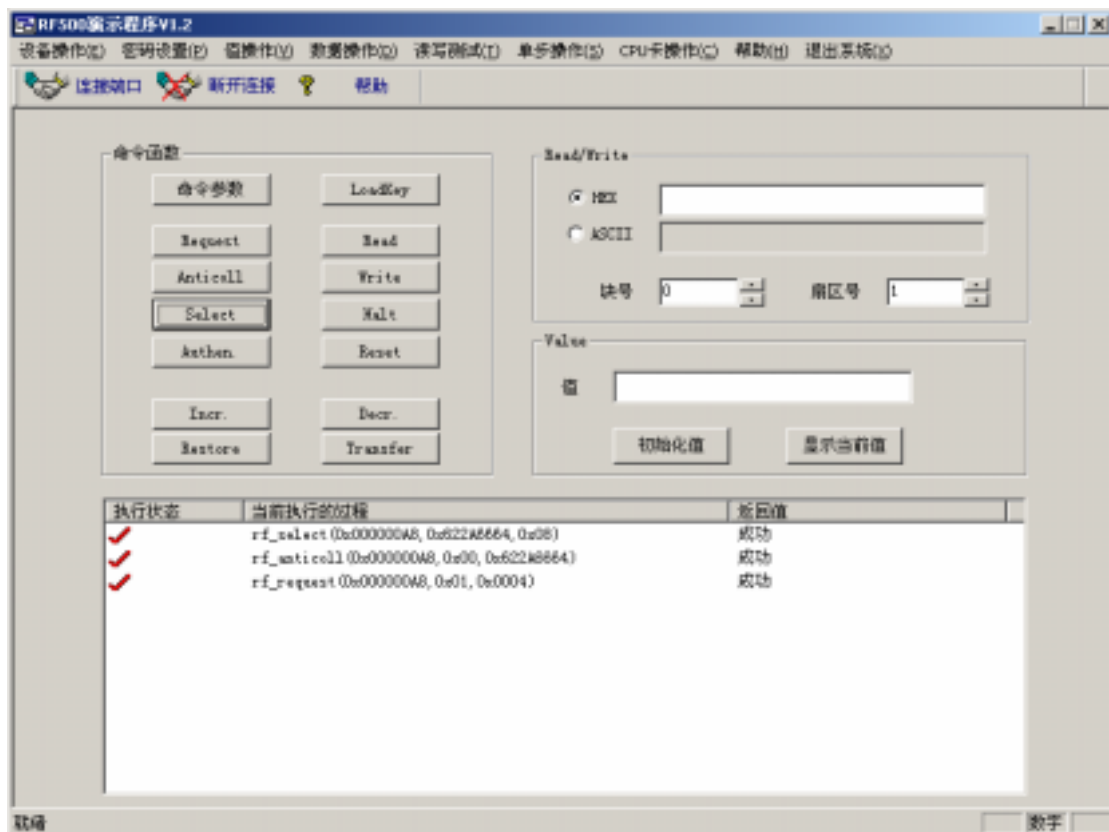 RF500演示程序V1.2
设备操作(E) 密码设置(P) 值操作(V) 数据操作(D) 读写测试(T) 单步操作(S) CPU卡操作(C) 帮助(H) 退出系统(X)
连接端口 断开连接 帮助
命令函数
命令参数 LoadKey
Request Read
Anticoll Write
Select Halt
Authen. Reset
Incr. Decr.
Restore Transfer
Read/Write
HEX
ASCII
块号 0 扇区号 1
Value
值
初始化值 显示当前值
执行状态 当前执行的过程 返回值
rf_select(0x000000A8, 0x08) 成功
rf_anticoll(0x000000A8,0x00, 成功
rf_request(0x000000A8,0x01,0x0004) 成功
就绪 数字